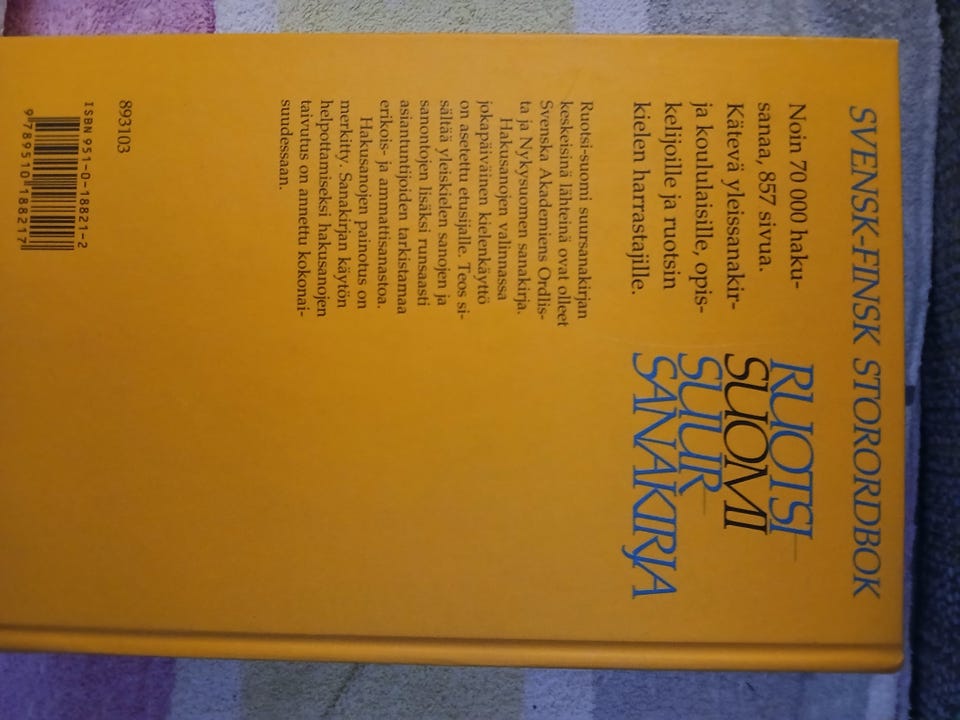 SVENSK-FINSK STORORDBOK
Noin 70 000 haku-
sanaa, 857 sivua.
Kätevä yleissanakir-
ja koululaisille, opis-
kelijoille ja ruotsin
kielen harrastajille.
RUOTSI
SUOMI
SUUR
SANAKIRJA
Ruotsi-suomi suursanakirjan
keskeisinä lähteinä ovat olleet
Svenska Akademiens Ordlis-
ta ja Nykysuomen sanakirja.
Hakusanojen valinnassa
jokapäiväinen kielenkäyttö
on asetettu etusijalle. Teos si-
sältää yleiskielen sanojen ja
sanontojen lisäksi runsaasti
asiantuntijoiden tarkistamaa
erikois- ja ammattisanastoa.
Hakusanojen painotus on
merkitty. Sanakirjan käytön
helpottamiseksi hakusanojen
taivutus on annettu kokonai-
suudessaan.
893103
ISBN 951-0-18821-2
9 789510 188217